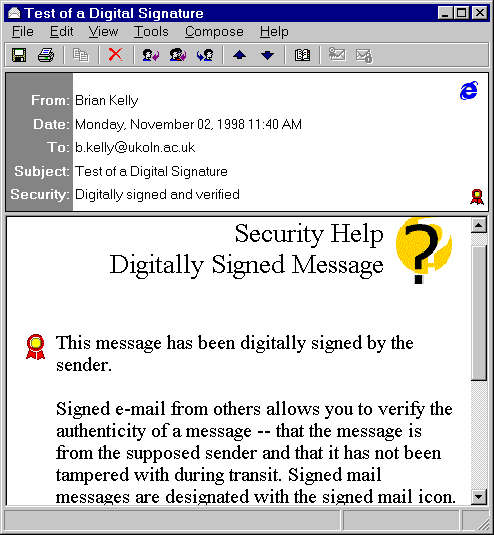 Test of a Digital Signature
File Edit View Tools Compose Help
From: Brian Kelly
Date: Monday, November 02, 1998 11:40 AM
To: b.kelly@ukoln.ac.uk
Subject: Test of a Digital Signature
Security: Digitally signed and verified
Security Help
Digitally Signed Message
?
This message has been digitally signed by the
sender.
Signed e-mail from others allows you to verify the
authenticity of a message -- that the message is
from the supposed sender and that it has not been
tampered with during transit. Signed mail
messages are designated with the signed mail icon.